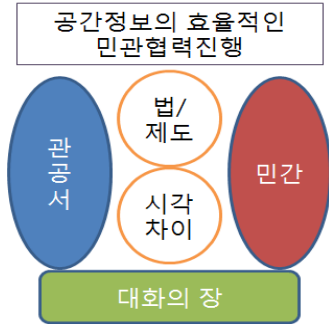 공간정보의 효율적인
민관협력진행
관
공
서
법/
제도
시각
차이
민간
대화의 장